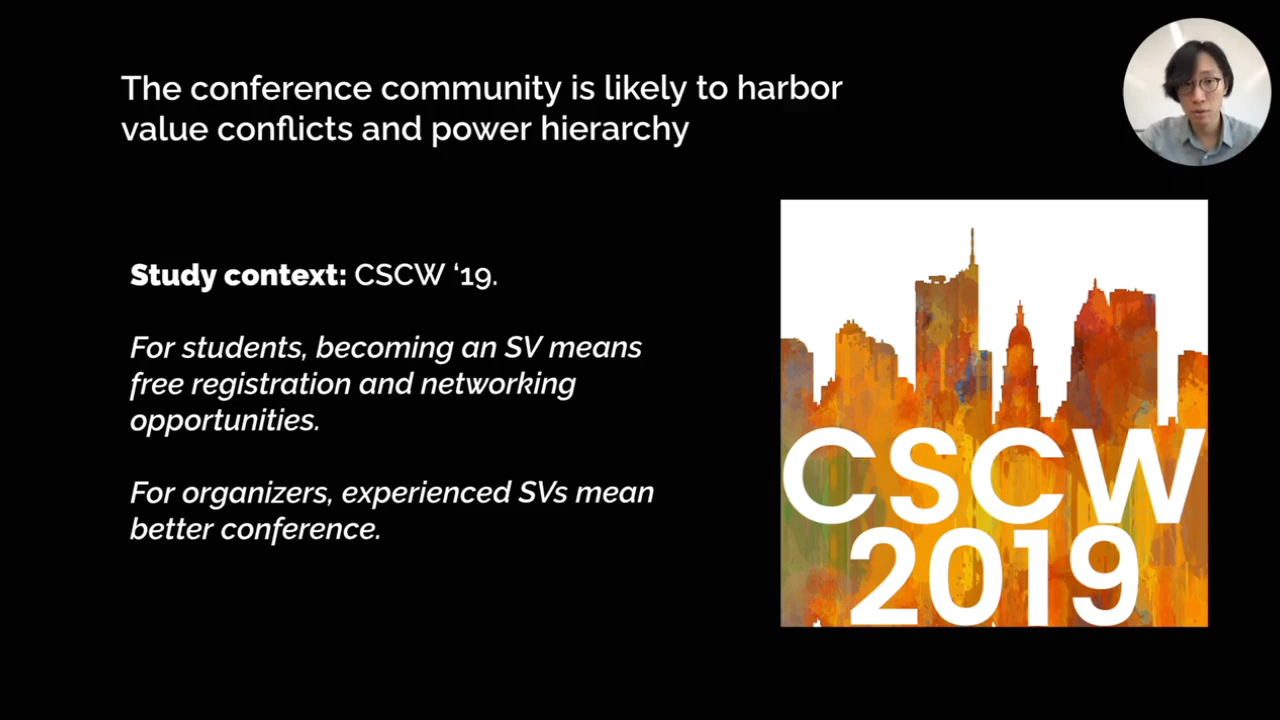 The conference community is likely to harbor
value conflicts and power hierarchy
Study context: CSCW ‘19.
For students, becoming an SV means
free registration and networking
opportunities.
For organizers, experienced SVs mean
better conference.
CSCW
2019